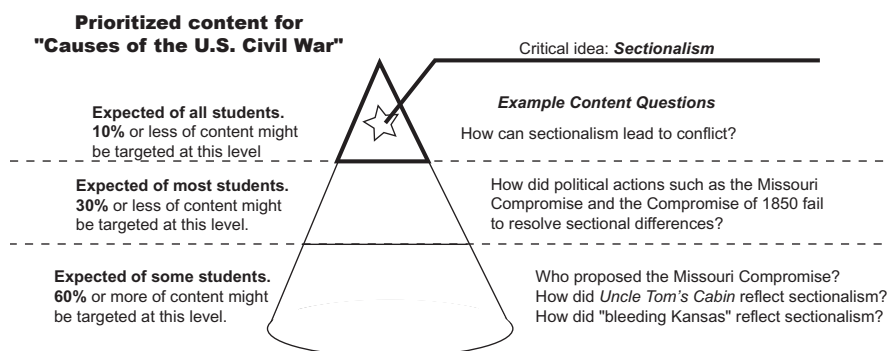 Prioritized content for
"Causes of the U.S. Civil War"
Critical idea: Sectionalism
Expected of all students.
10% or less of content might
be targeted at this level
Example Content Questions
How can sectionalism lead to conflict?
Expected of most students.
30% or less of content might
be targeted at this level.
How did political actions such as the Missouri
Compromise and the Compromise of 1850 fail
to resolve sectional differences?
Expected of some students.
60% or more of content might
be targeted at this level.
Who proposed the Missouri Compromise?
How did Uncle Tom's Cabin reflect sectionalism?
How did "bleeding Kansas" reflect sectionalism?